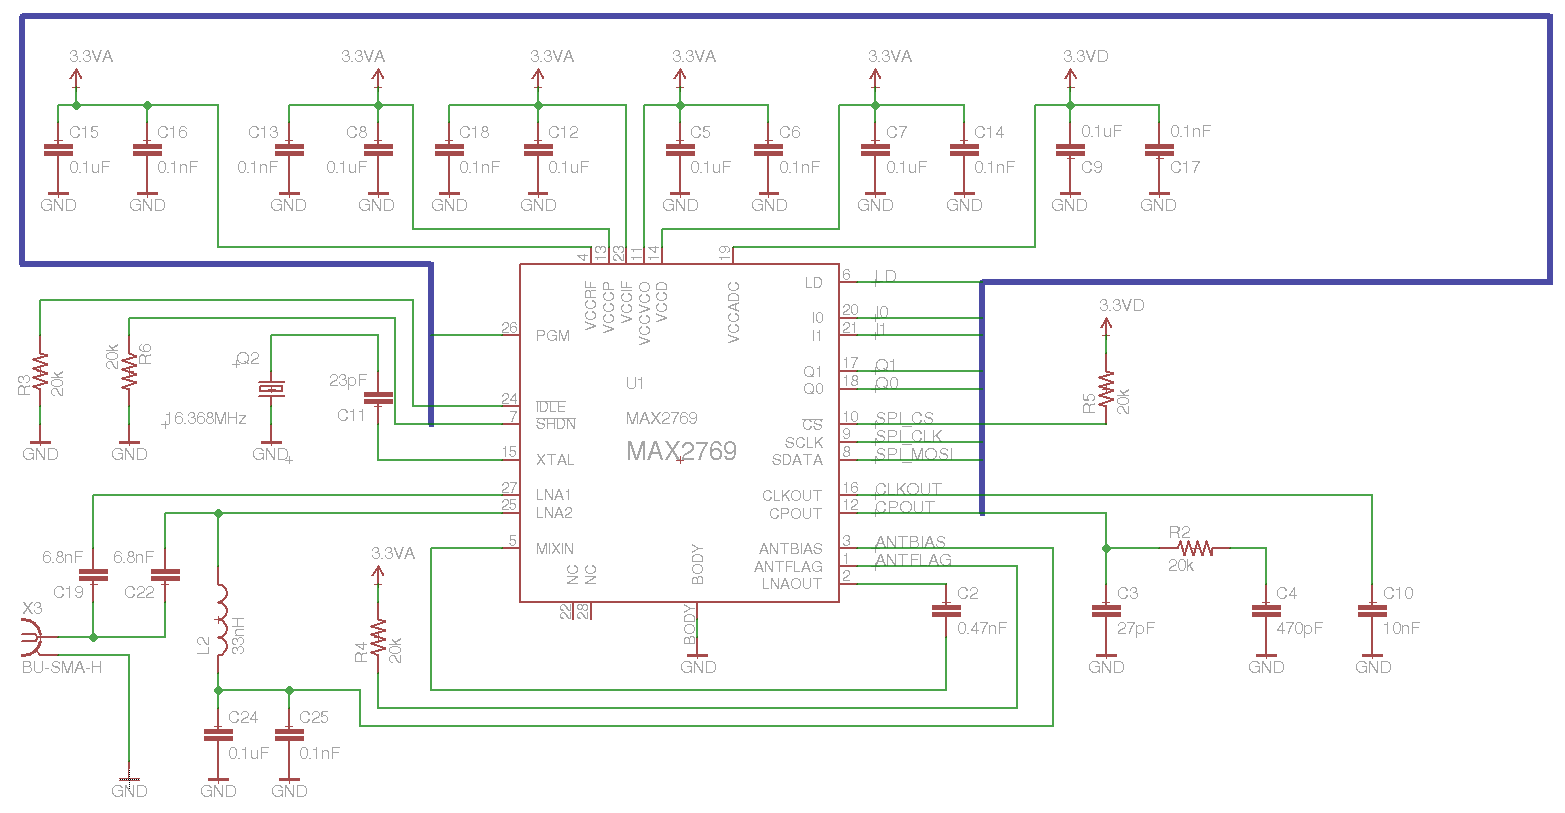 3.3VA 3.3VA 3.3VA 3.3VA 3.3VA 3.3VD
C15 C16 C13 C8 C18 C12 C5 C6 C7 C14 0.1uF 0.1nF
0.1uF 0.1nF 0.1nF 0.1uF 0.1nF 0.1uF 0.1uF 0.1nF 0.1uF 0.1nF C9 C17
GND GND GND GND GND GND GND GND GND GND GND GND
4 13 23 11 14 19
VCCRF VCCCP VCCIF VCCVCO VCCD VCCADC
LD 6 LD
3.3VD
I0 20 I0
26 PGM I1 21 I1
R3 20k
20k R6
Q2
16.368MHz
GND GND GND
23pF
C11
Q1 17 Q1
U1 Q0 18 Q0
24 IDLE
7 SHDN MAX2769 CS 10 SPI_CS
SCLK 9 SPI_CLK
R5 20k
15 XTAL MAX2769 SDATA 8 SPI_MOSI
27 LNA1 CLKOUT 16 CLKOUT
25 LNA2 CPOUT 12 CPOUT
5 MIXIN ANTBIAS 3 ANTBIAS
ANTFLAG 1 ANTFLAG
LNAOUT 2
NC NC BODY
22 28 BODY
GND
R2
20k
6.8nF 6.8nF
C19 C22
3.3VA
C2
0.47nF
C3 C4 C10
27pF 470pF 10nF
GND GND GND
X3
BU-SMA-H
L2 33nH
R4 20k
C24 C25
0.1uF 0.1nF
GND GND GND